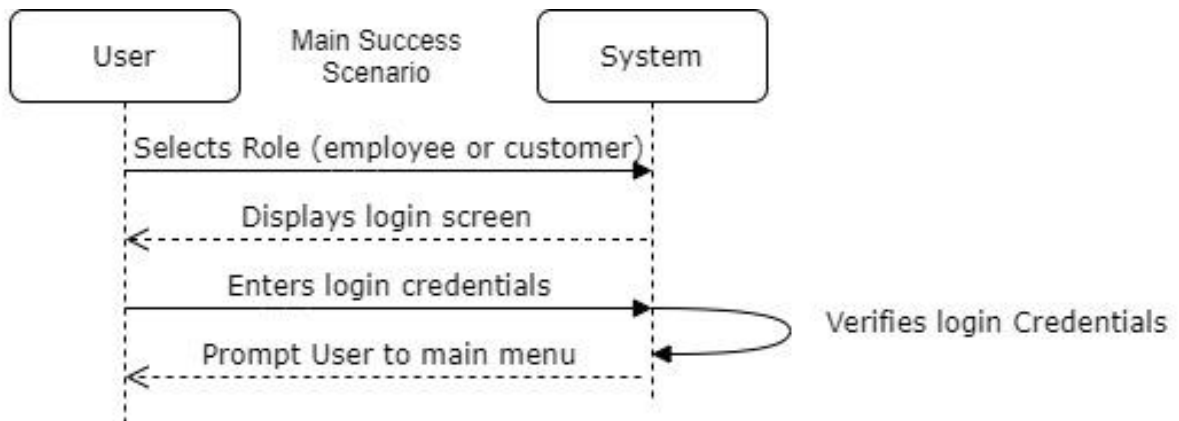 User
Main Success
Scenario
System
Selects Role (employee or customer)
Displays login screen
Enters login credentials
Verifies login Credentials
Prompt User to main menu